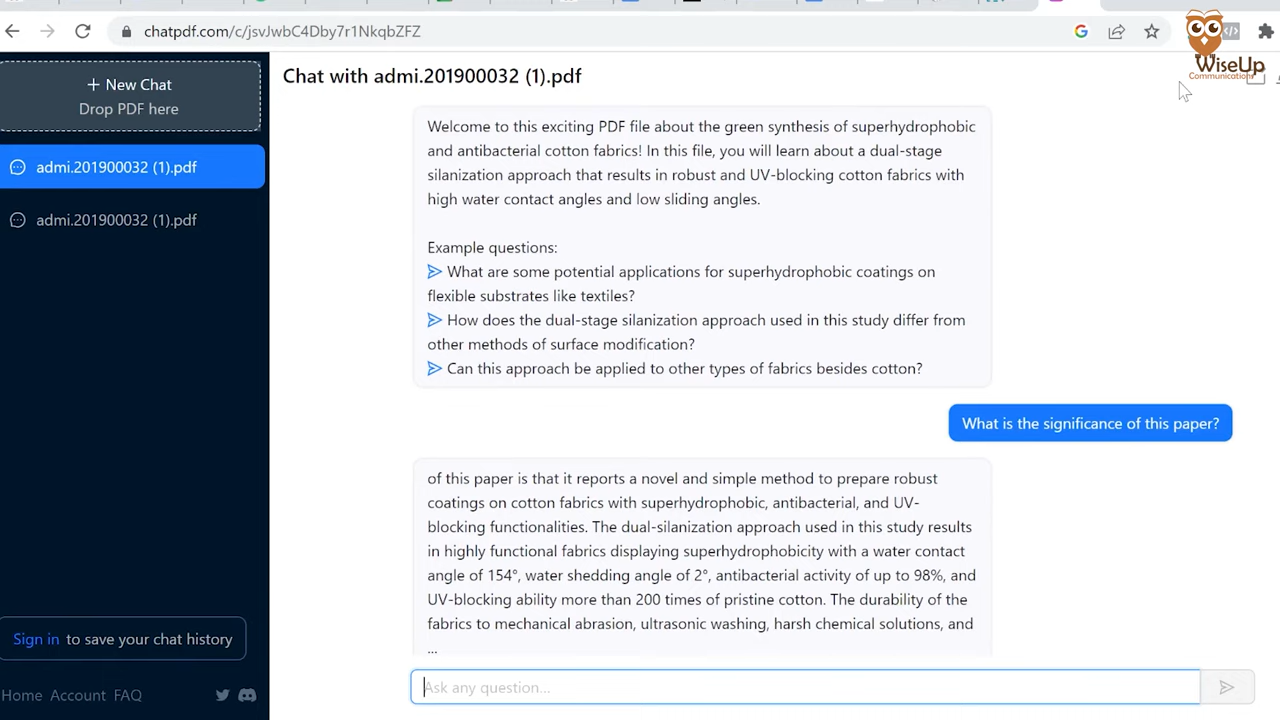 chatpdf.com/c/jsvJwbC4Dby7r1NkqbZFZ
WiseUp
Communications
+ New Chat
Drop PDF here
admi.201900032 (1).pdf
admi.201900032 (1).pdf
Sign in to save your chat history
Home Account FAQ
Chat with admi.201900032 (1).pdf
Welcome to this exciting PDF file about the green synthesis of superhydrophobic
and antibacterial cotton fabrics! In this file, you will learn about a dual-stage
silanization approach that results in robust and UV-blocking cotton fabrics with
high water contact angles and low sliding angles.
Example questions:
What are some potential applications for superhydrophobic coatings on
flexible substrates like textiles?
How does the dual-stage silanization approach used in this study differ from
other methods of surface modification?
Can this approach be applied to other types of fabrics besides cotton?
What is the significance of this paper?
of this paper is that it reports a novel and simple method to prepare robust
coatings on cotton fabrics with superhydrophobic, antibacterial, and UV-
blocking functionalities. The dual-silanization approach used in this study results
in highly functional fabrics displaying superhydrophobicity with a water contact
angle of 154°, water shedding angle of 2°, antibacterial activity of up to 98%, and
UV-blocking ability more than 200 times of pristine cotton. The durability of the
fabrics to mechanical abrasion, ultrasonic washing, harsh chemical solutions, and
...
Ask any question...